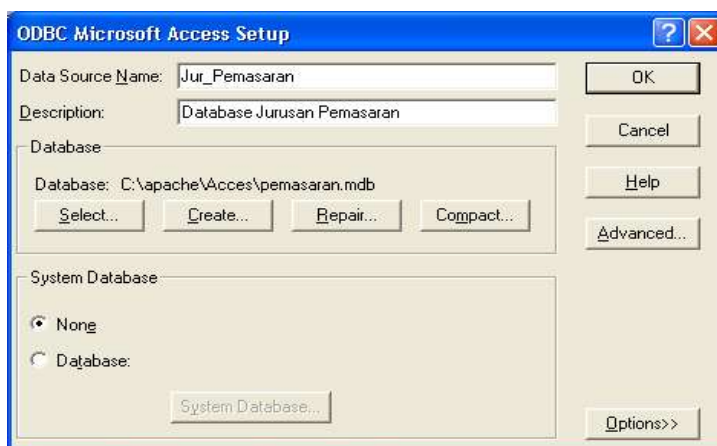 ODBC Microsoft Access Setup
Data Source Name: Jur_Pemasaran
Description: Database Jurusan Pemasaran
Database
Database: C:\apache\Acces\pemasaran.mdb
Select... Create... Repair... Compact...
System Database
None
Database:
System Database...
OK
Cancel
Help
Advanced...
Options>>